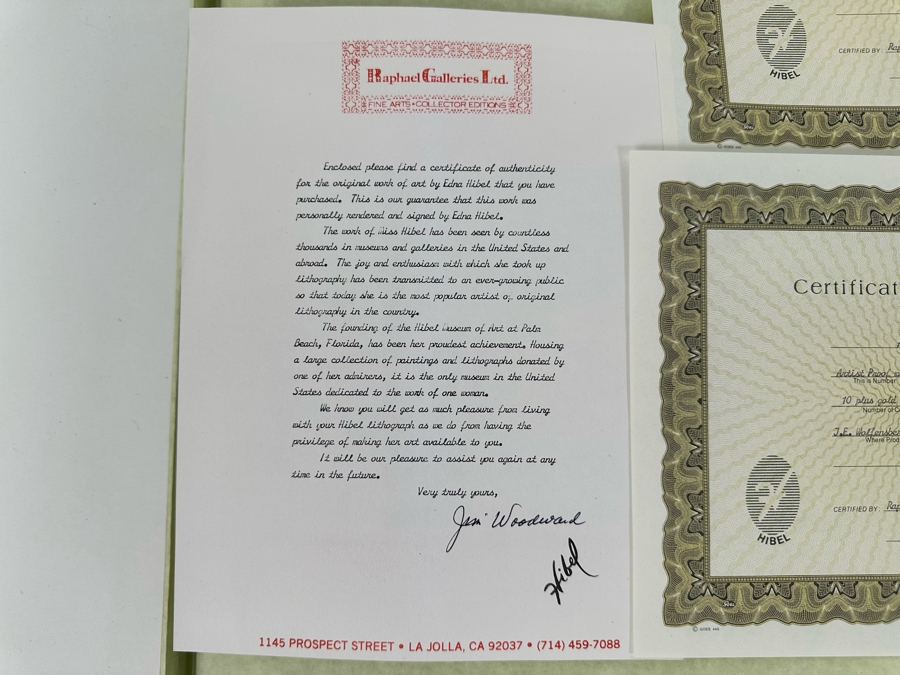 Raphael Galleries Ltd.
FINE ARTS • COLLECTOR EDITIONS
Enclosed please find a certificate of authenticity
for the original work of art by Edna Hibel that you have
purchased. This is our guarantee that this work was
personally rendered and signed by Edna Hibel.
The work of Miss Hibel has been seen by countless
thousands in museums and galleries in the United States and
abroad. The joy and enthusiasm with which she took up
lithography has been transmitted to an ever-growing public
so that today she is the most popular artist of original
lithography in the country.
The founding of the Hibel Museum of Art at Palm
Beach, Florida, has been her proudest achievement. Housing
a large collection of paintings and lithographs donated by
one of her admirers, it is the only museum in the United
States dedicated to the work of one woman.
We know you will get as much pleasure from living
with your Hibel lithograph as we do from having the
privilege of making her art available to you.
It will be our pleasure to assist you again at any
time in the future.
Very truly yours,
Jim Woodward
Hibel
1145 PROSPECT STREET • LA JOLLA, CA 92037 • (714) 459-7088
HIBEL
CERTIFIED BY: Rap
© GOES
Certificat
Artist Proof
This is Number
10 plus gold
Number of C
J.E. Wolfensber
Where Prod
HIBEL
CERTIFIED BY: Rap
© GOES